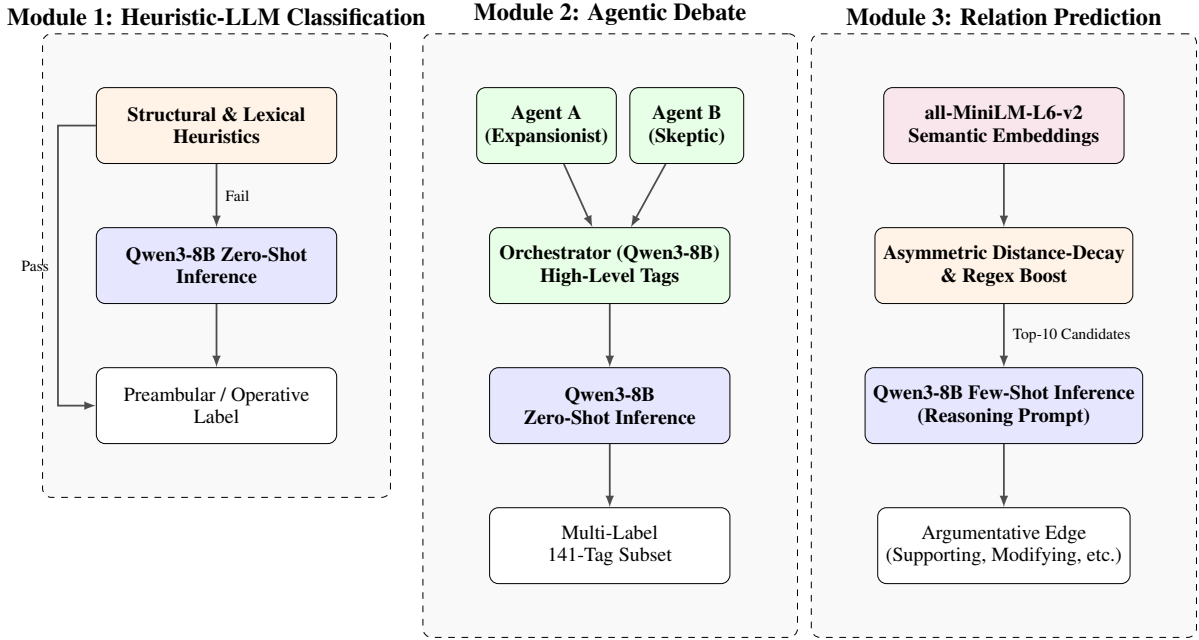 Module 1: Heuristic-LLM Classification
Structural & Lexical
Heuristics
Fail
Pass
Qwen3-8B Zero-Shot
Inference
Preambular / Operative
Label
Module 2: Agentic Debate
Agent A
(Expansionist)
Agent B
(Skeptic)
Orchestrator (Qwen3-8B)
High-Level Tags
Qwen3-8B
Zero-Shot Inference
Multi-Label
141-Tag Subset
Module 3: Relation Prediction
all-MiniLM-L6-v2
Semantic Embeddings
Asymmetric Distance-Decay
& Regex Boost
Top-10 Candidates
Qwen3-8B Few-Shot Inference
(Reasoning Prompt)
Argumentative Edge
(Supporting, Modifying, etc.)